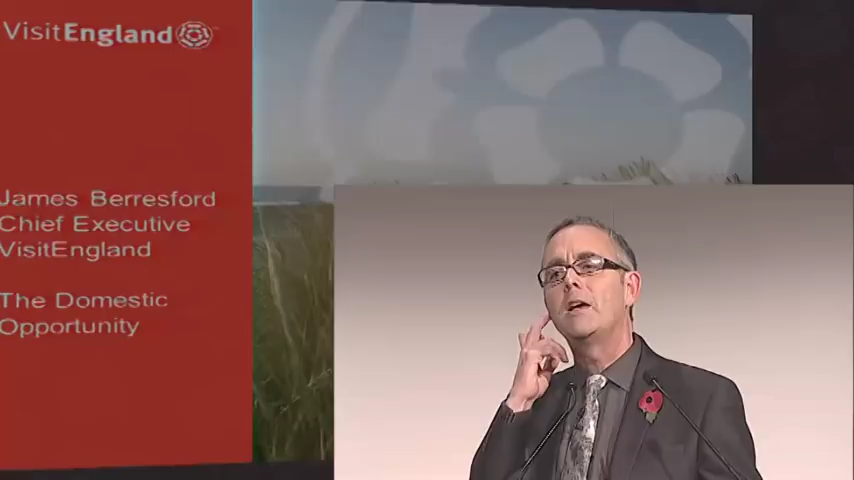 VisitEngland
James Berresford
Chief Executive
VisitEngland
The Domestic
Opportunity